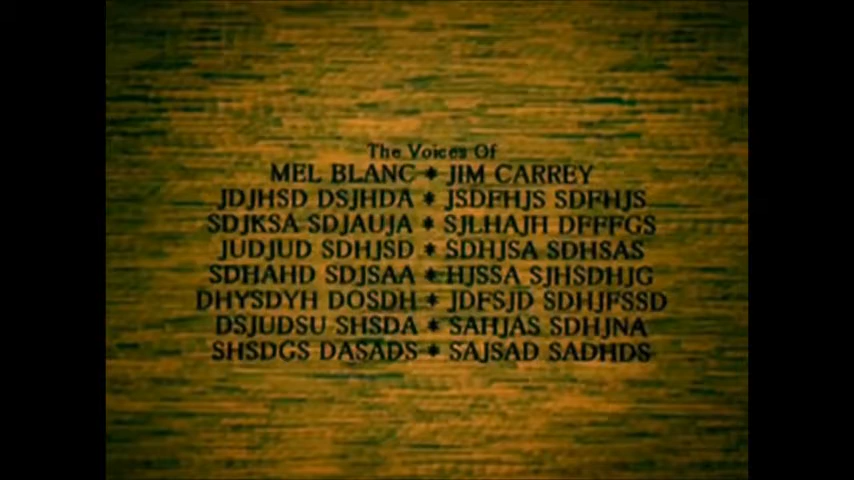 The Voices Of
MEL BLANC * JIM CARREY
JDJHSD DSJHDA * JSDFHJS SDFHJS
SDJKSA SDJAUJA * SJLHAJH DFFFGS
JUDJUD SDHJSD * SDHJSA SDHSAS
SDHAHD SDJSAA * HJSSA SJHSDHJG
DHYSDYH DOSDH * JDFSJD SDHJFSSD
DSJUDSU SHSDA * SAHJAS SDHJNA
SHSDGS DASADS * SAJSAD SADHDS